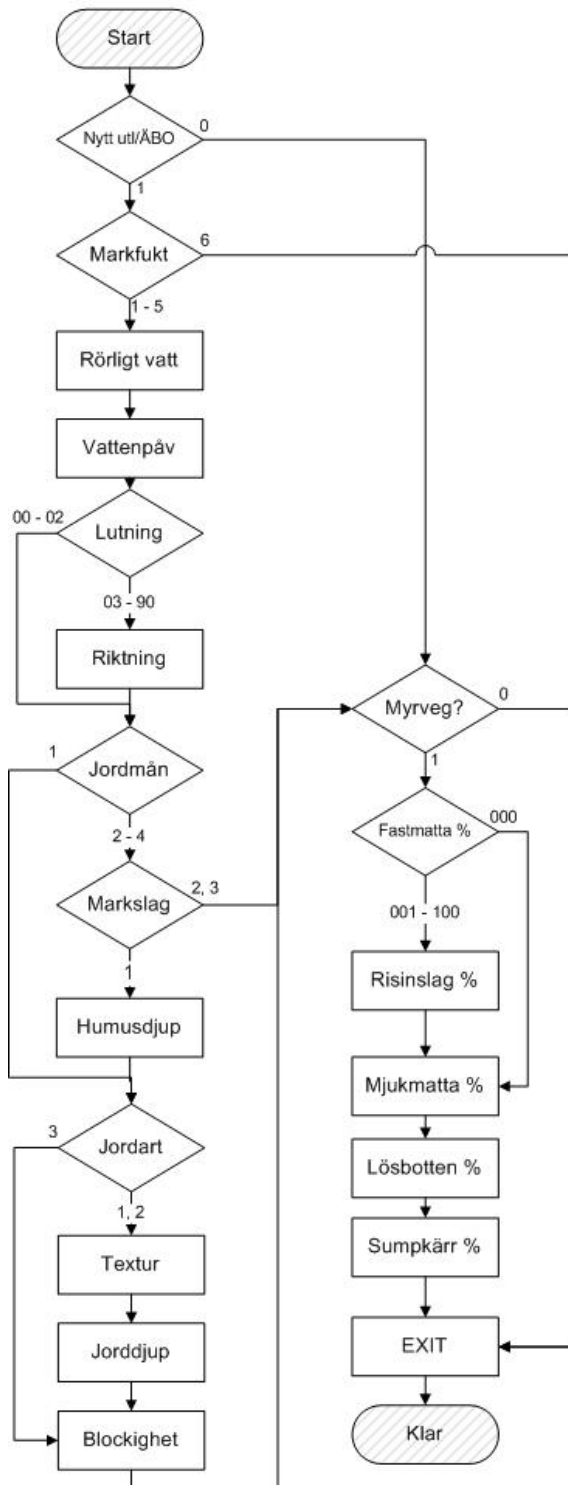 Start
Nytt utl/ÅBO
0
1
Markfukt
6
1 - 5
Rörligt vatt
Vattenpåv
00 - 02
Lutning
03 - 90
Riktning
1
Jordmån
2 - 4
Markslag
2, 3
1
Humusdjup
3
Jordart
1, 2
Textur
Jorddjup
Blockighet
Myrveg?
0
1
Fastmatta %
000
001 - 100
Risinslag %
Mjukmatta %
Lösbotten %
Sumpkärr %
EXIT
Klar